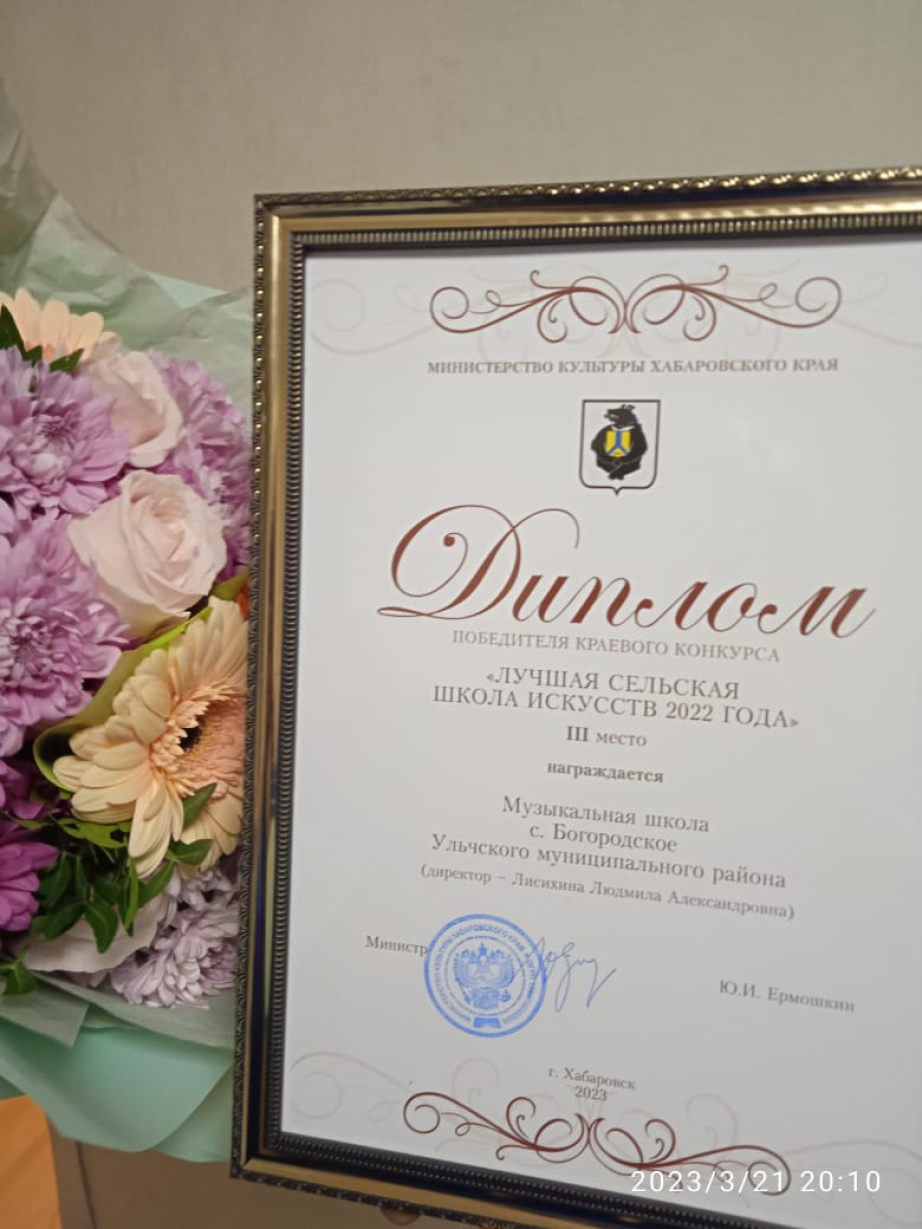 МИНИСТЕРСТВО КУЛЬТУРЫ ХАБАРОВСКОГО КРАЯ
Диплом
ПОБЕДИТЕЛЯ КРАЕВОГО КОНКУРСА
«ЛУЧШАЯ СЕЛЬСКАЯ
ШКОЛА ИСКУССТВ 2022 ГОДА»
III место
награждается
Музыкальная школа
с. Богородское
Ульчского муниципального района
(директор – Лисихина Людмила Александровна)
Министр
Ю.И. Ермошкин
г. Хабаровск
2023
2023/3/21 20:10